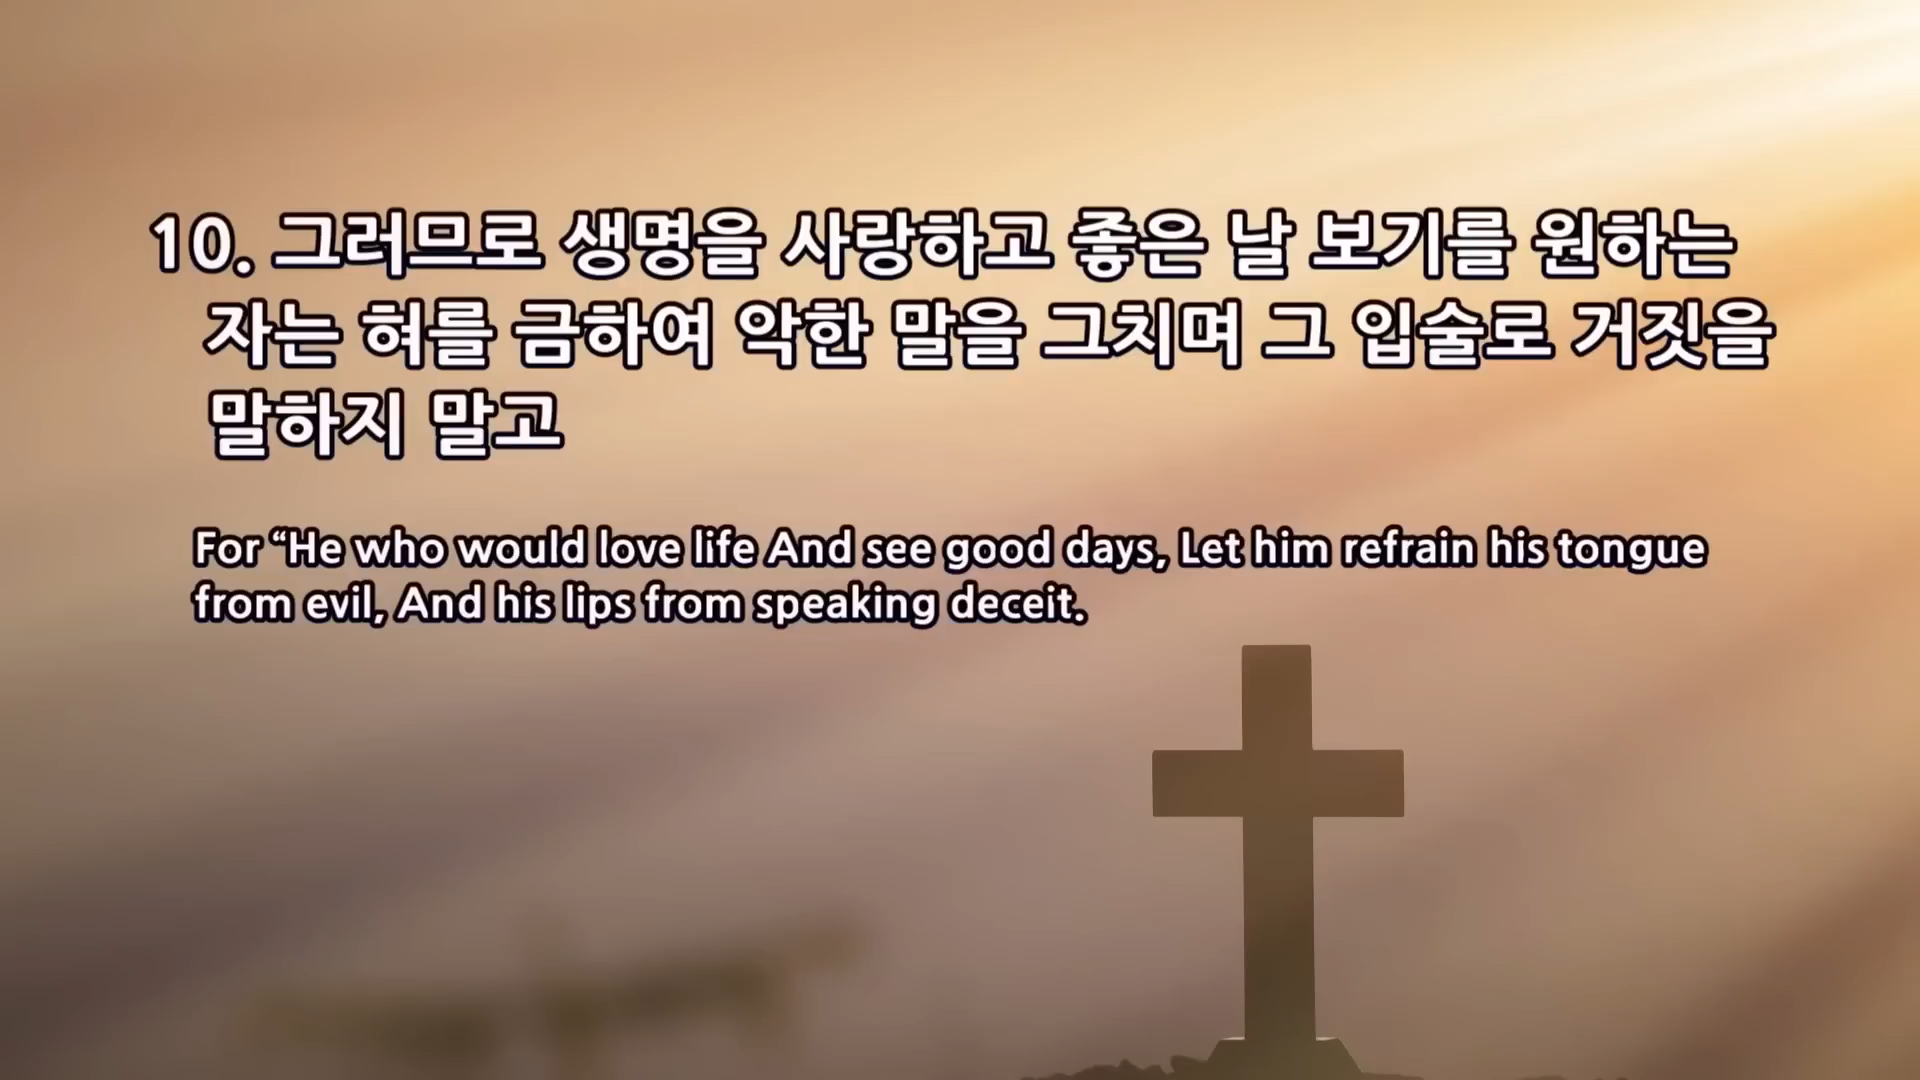 10. 그러므로 생명을 사랑하고 좋은 날 보기를 원하는
자는 혀를 금하여 악한 말을 그치며 그 입술로 거짓을
말하지 말고
For “He who would love life And see good days, Let him refrain his tongue
from evil, And his lips from speaking deceit.